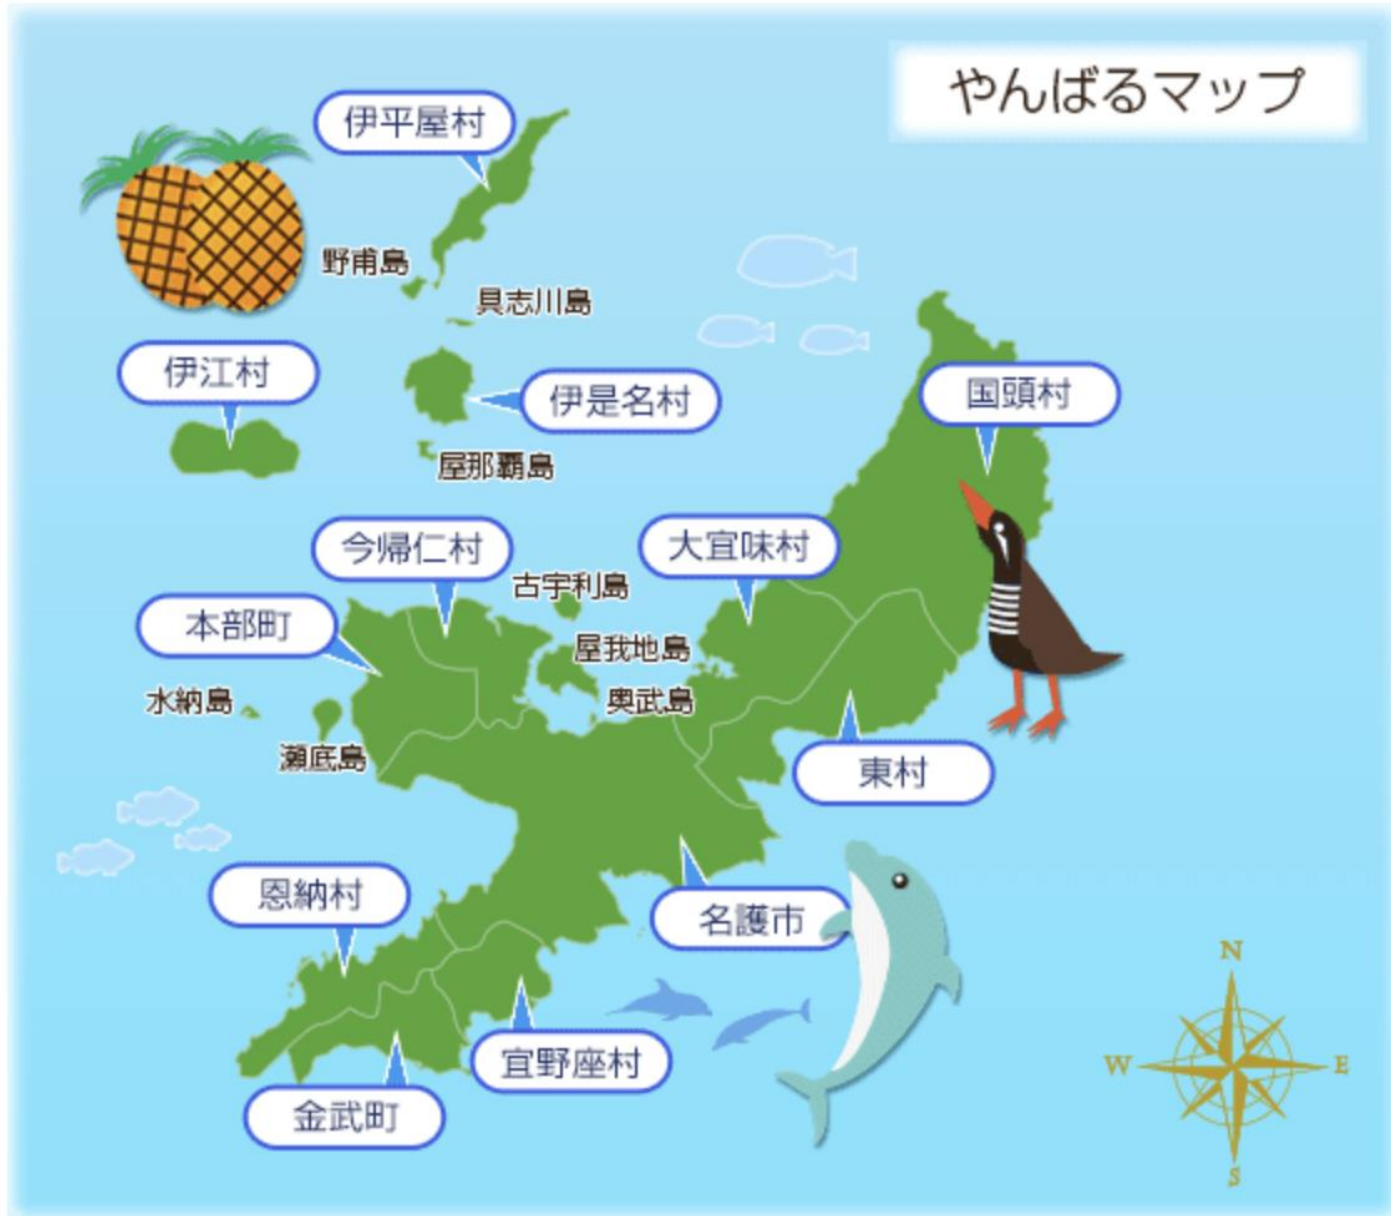 やんばるマップ
伊平屋村
野甫島
具志川島
伊江村
伊是名村
国頭村
屋那覇島
今帰仁村
大宜味村
古宇利島
本部町
屋我地島
水納島
奥武島
瀬底島
東村
恩納村
名護市
宜野座村
金武町
N
W
E
S